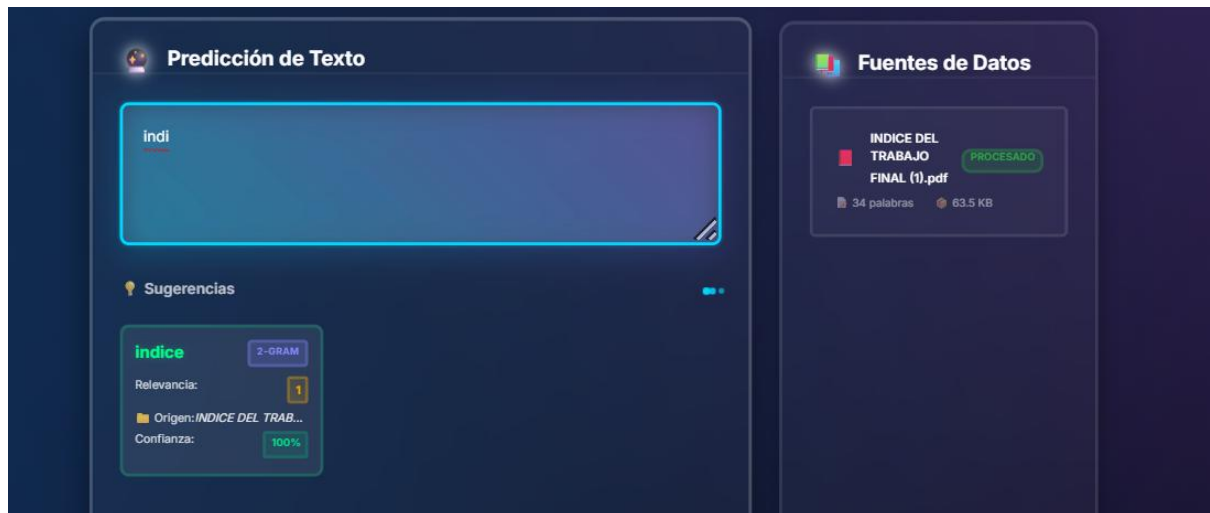 Predicción de Texto
indi
Sugerencias
indice
2-GRAM
Relevancia:
1
Origen:INDICE DEL TRAB...
Confianza:
100%
Fuentes de Datos
INDICE DEL
TRABAJO
FINAL (1).pdf
PROCESADO
34 palabras
63.5 KB